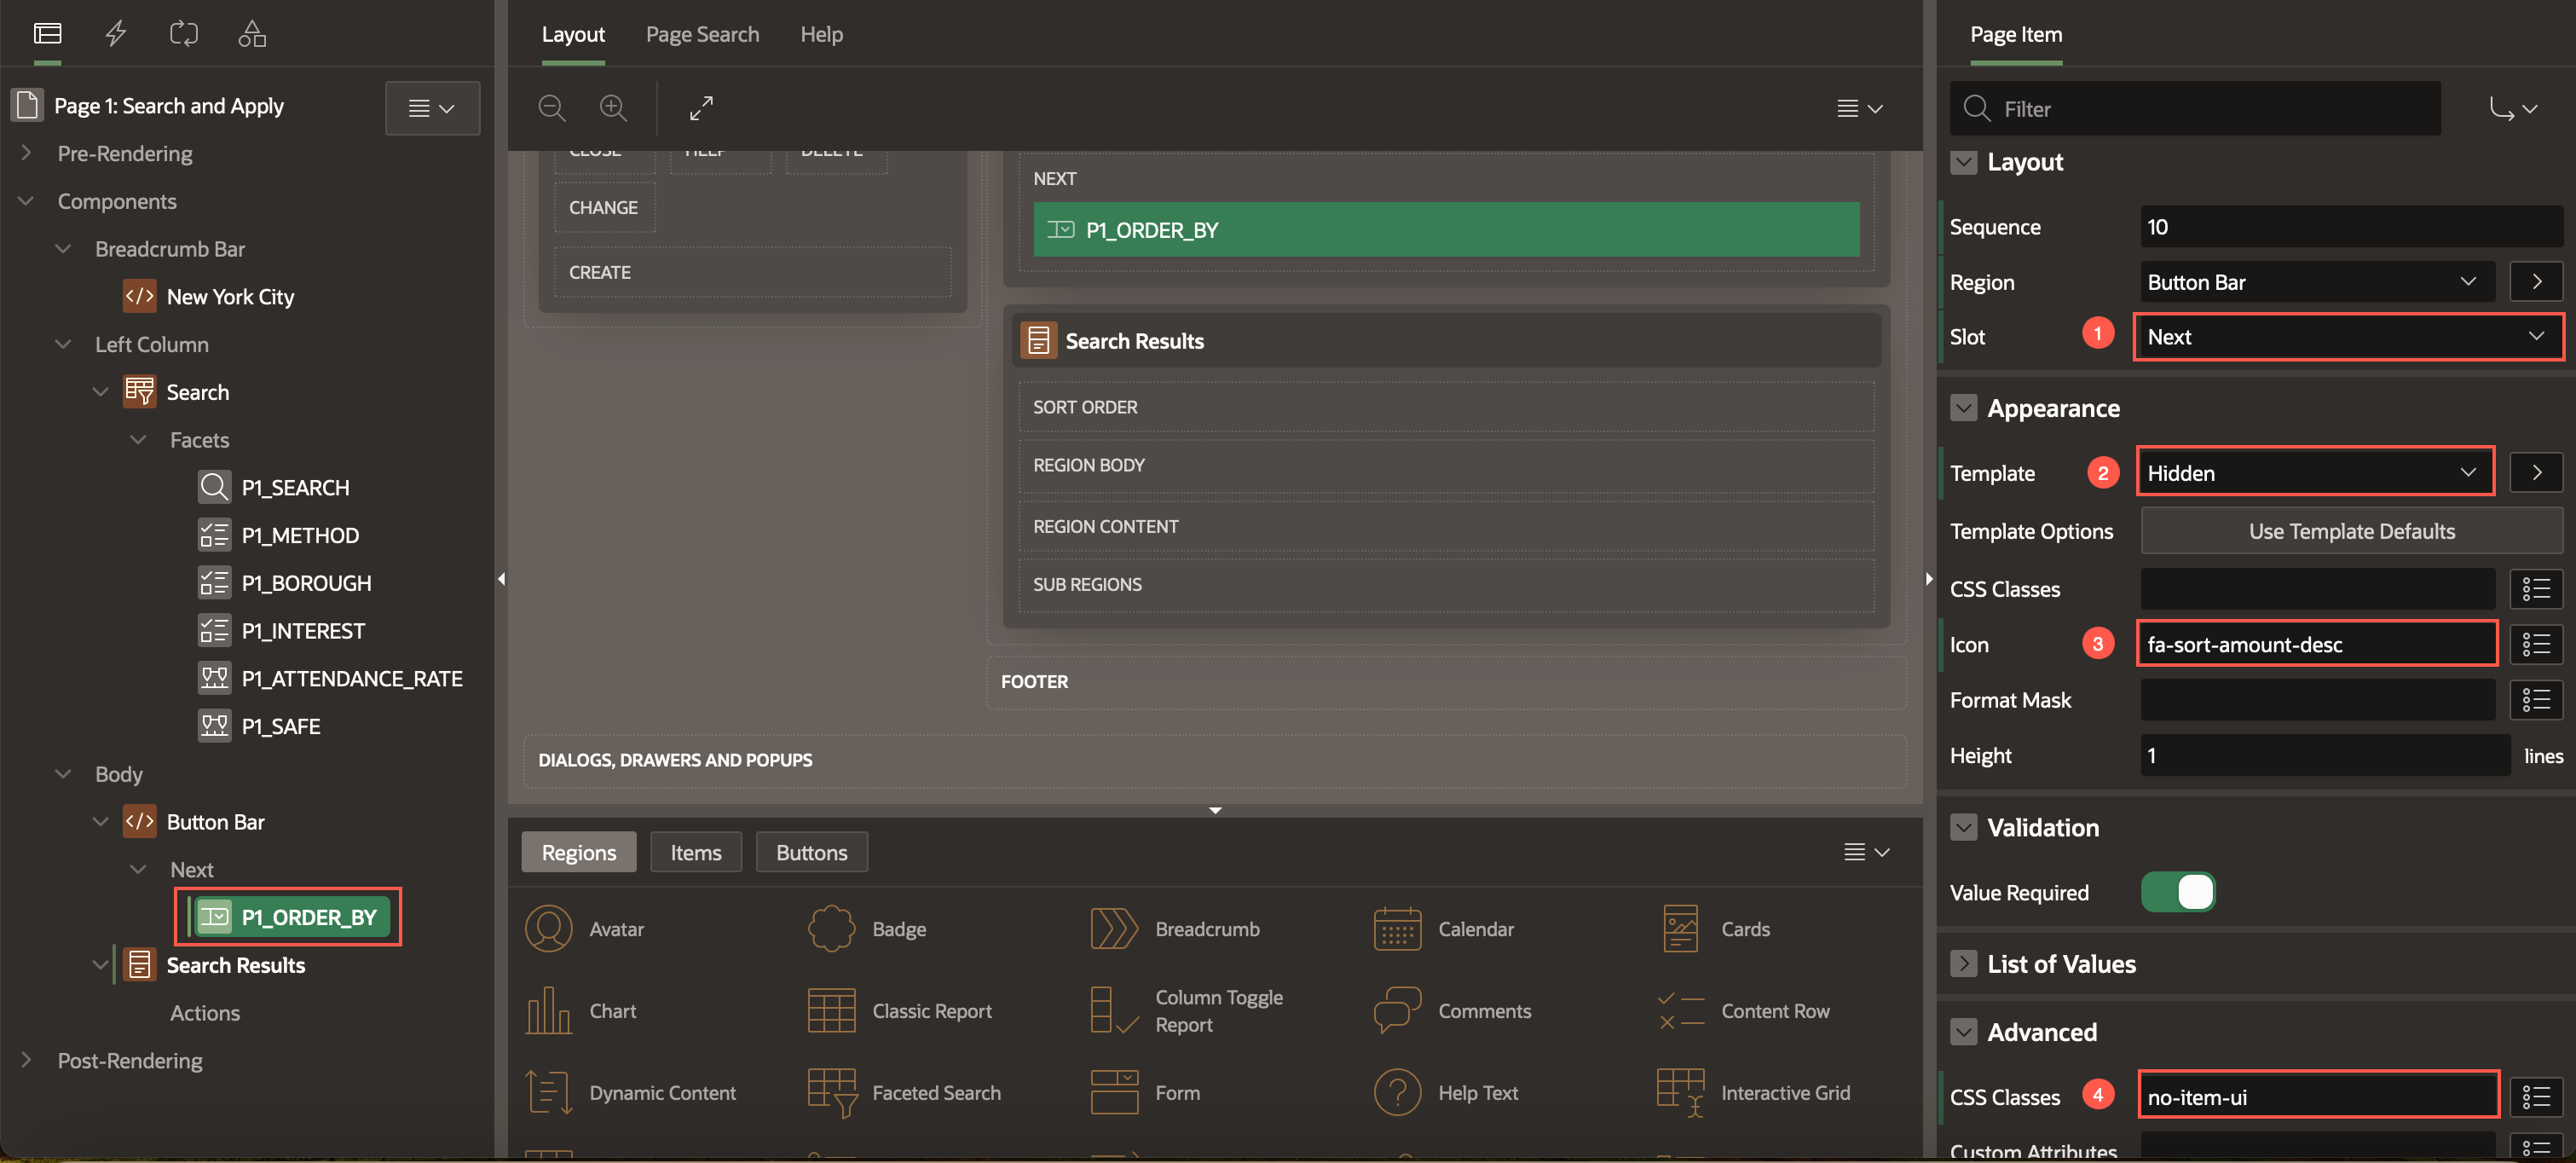 Page 1: Search and Apply
Pre-Rendering
Components
Breadcrumb Bar
New York City
Left Column
Search
Facets
P1_SEARCH
P1_METHOD
P1_BOROUGH
P1_INTEREST
P1_ATTENDANCE_RATE
P1_SAFE
Body
Button Bar
Next
P1_ORDER_BY
Search Results
Actions
Post-Rendering
Layout Page Search Help
CLOSE HELP DELETE
CHANGE
CREATE
NEXT
P1_ORDER_BY
Search Results
SORT ORDER
REGION BODY
REGION CONTENT
SUB REGIONS
FOOTER
DIALOGS, DRAWERS AND POPUPS
Regions Items Buttons
Avatar Badge Breadcrumb Calendar Cards
Chart Classic Report Column Toggle Report Comments Content Row
Dynamic Content Faceted Search Form Help Text Interactive Grid
Page Item
Filter
Layout
Sequence 10
Region Button Bar
Slot 1 Next
Appearance
Template 2 Hidden
Template Options Use Template Defaults
CSS Classes
Icon 3 fa-sort-amount-desc
Format Mask
Height 1 lines
Validation
Value Required
List of Values
Advanced
CSS Classes 4 no-item-ui
Custom Attributes